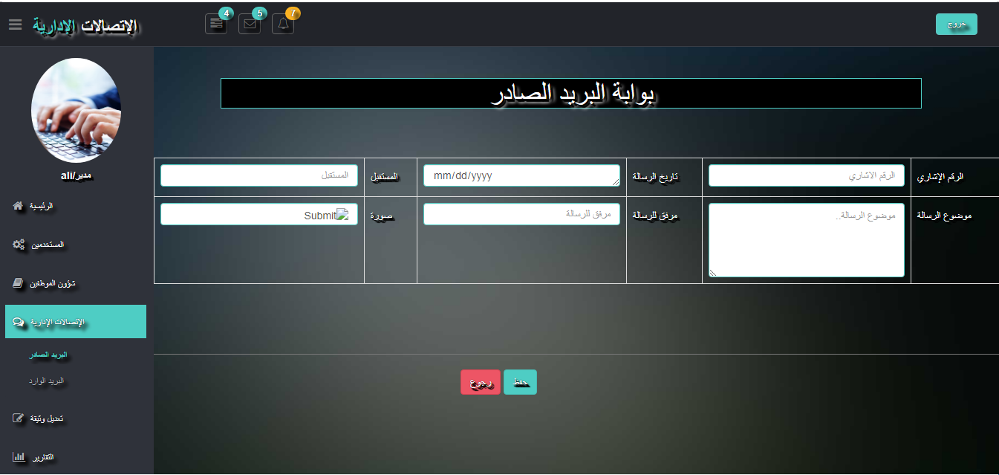 الإتصالات الإدارية
4
5
7
خروج
مدير/ali
الرئيسية
المستخدمين
شؤون الموظفين
الإتصالات الإدارية
البريد الصادر
البريد الوارد
تعديل وثيقة
التقارير
بوابة البريد الصادر
الرقم الإشاري
الرقم الاشاري
تاريخ الرسالة
mm/dd/yyyy
المستقبل
المستقبل
موضوع الرسالة
موضوع الرسالة..
مرفق للرسالة
مرفق للرسالة
صورة
Submit
حفظ
رجوع